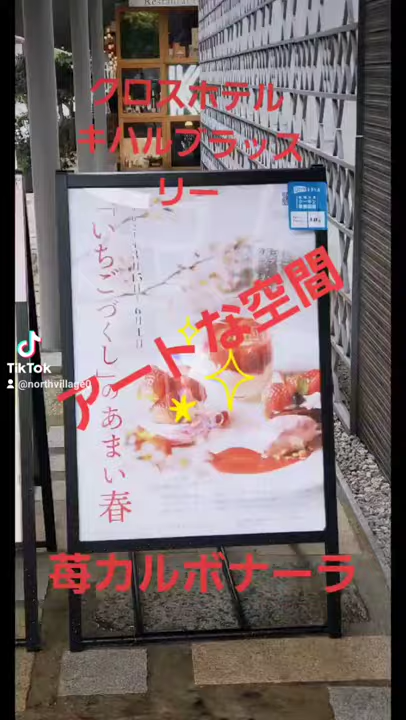 クロスホテル
キハルブラッス
リー
「いちごづくし」のあまい春
アートな空間
TikTok
@northvillage0
苺カルボナーラ